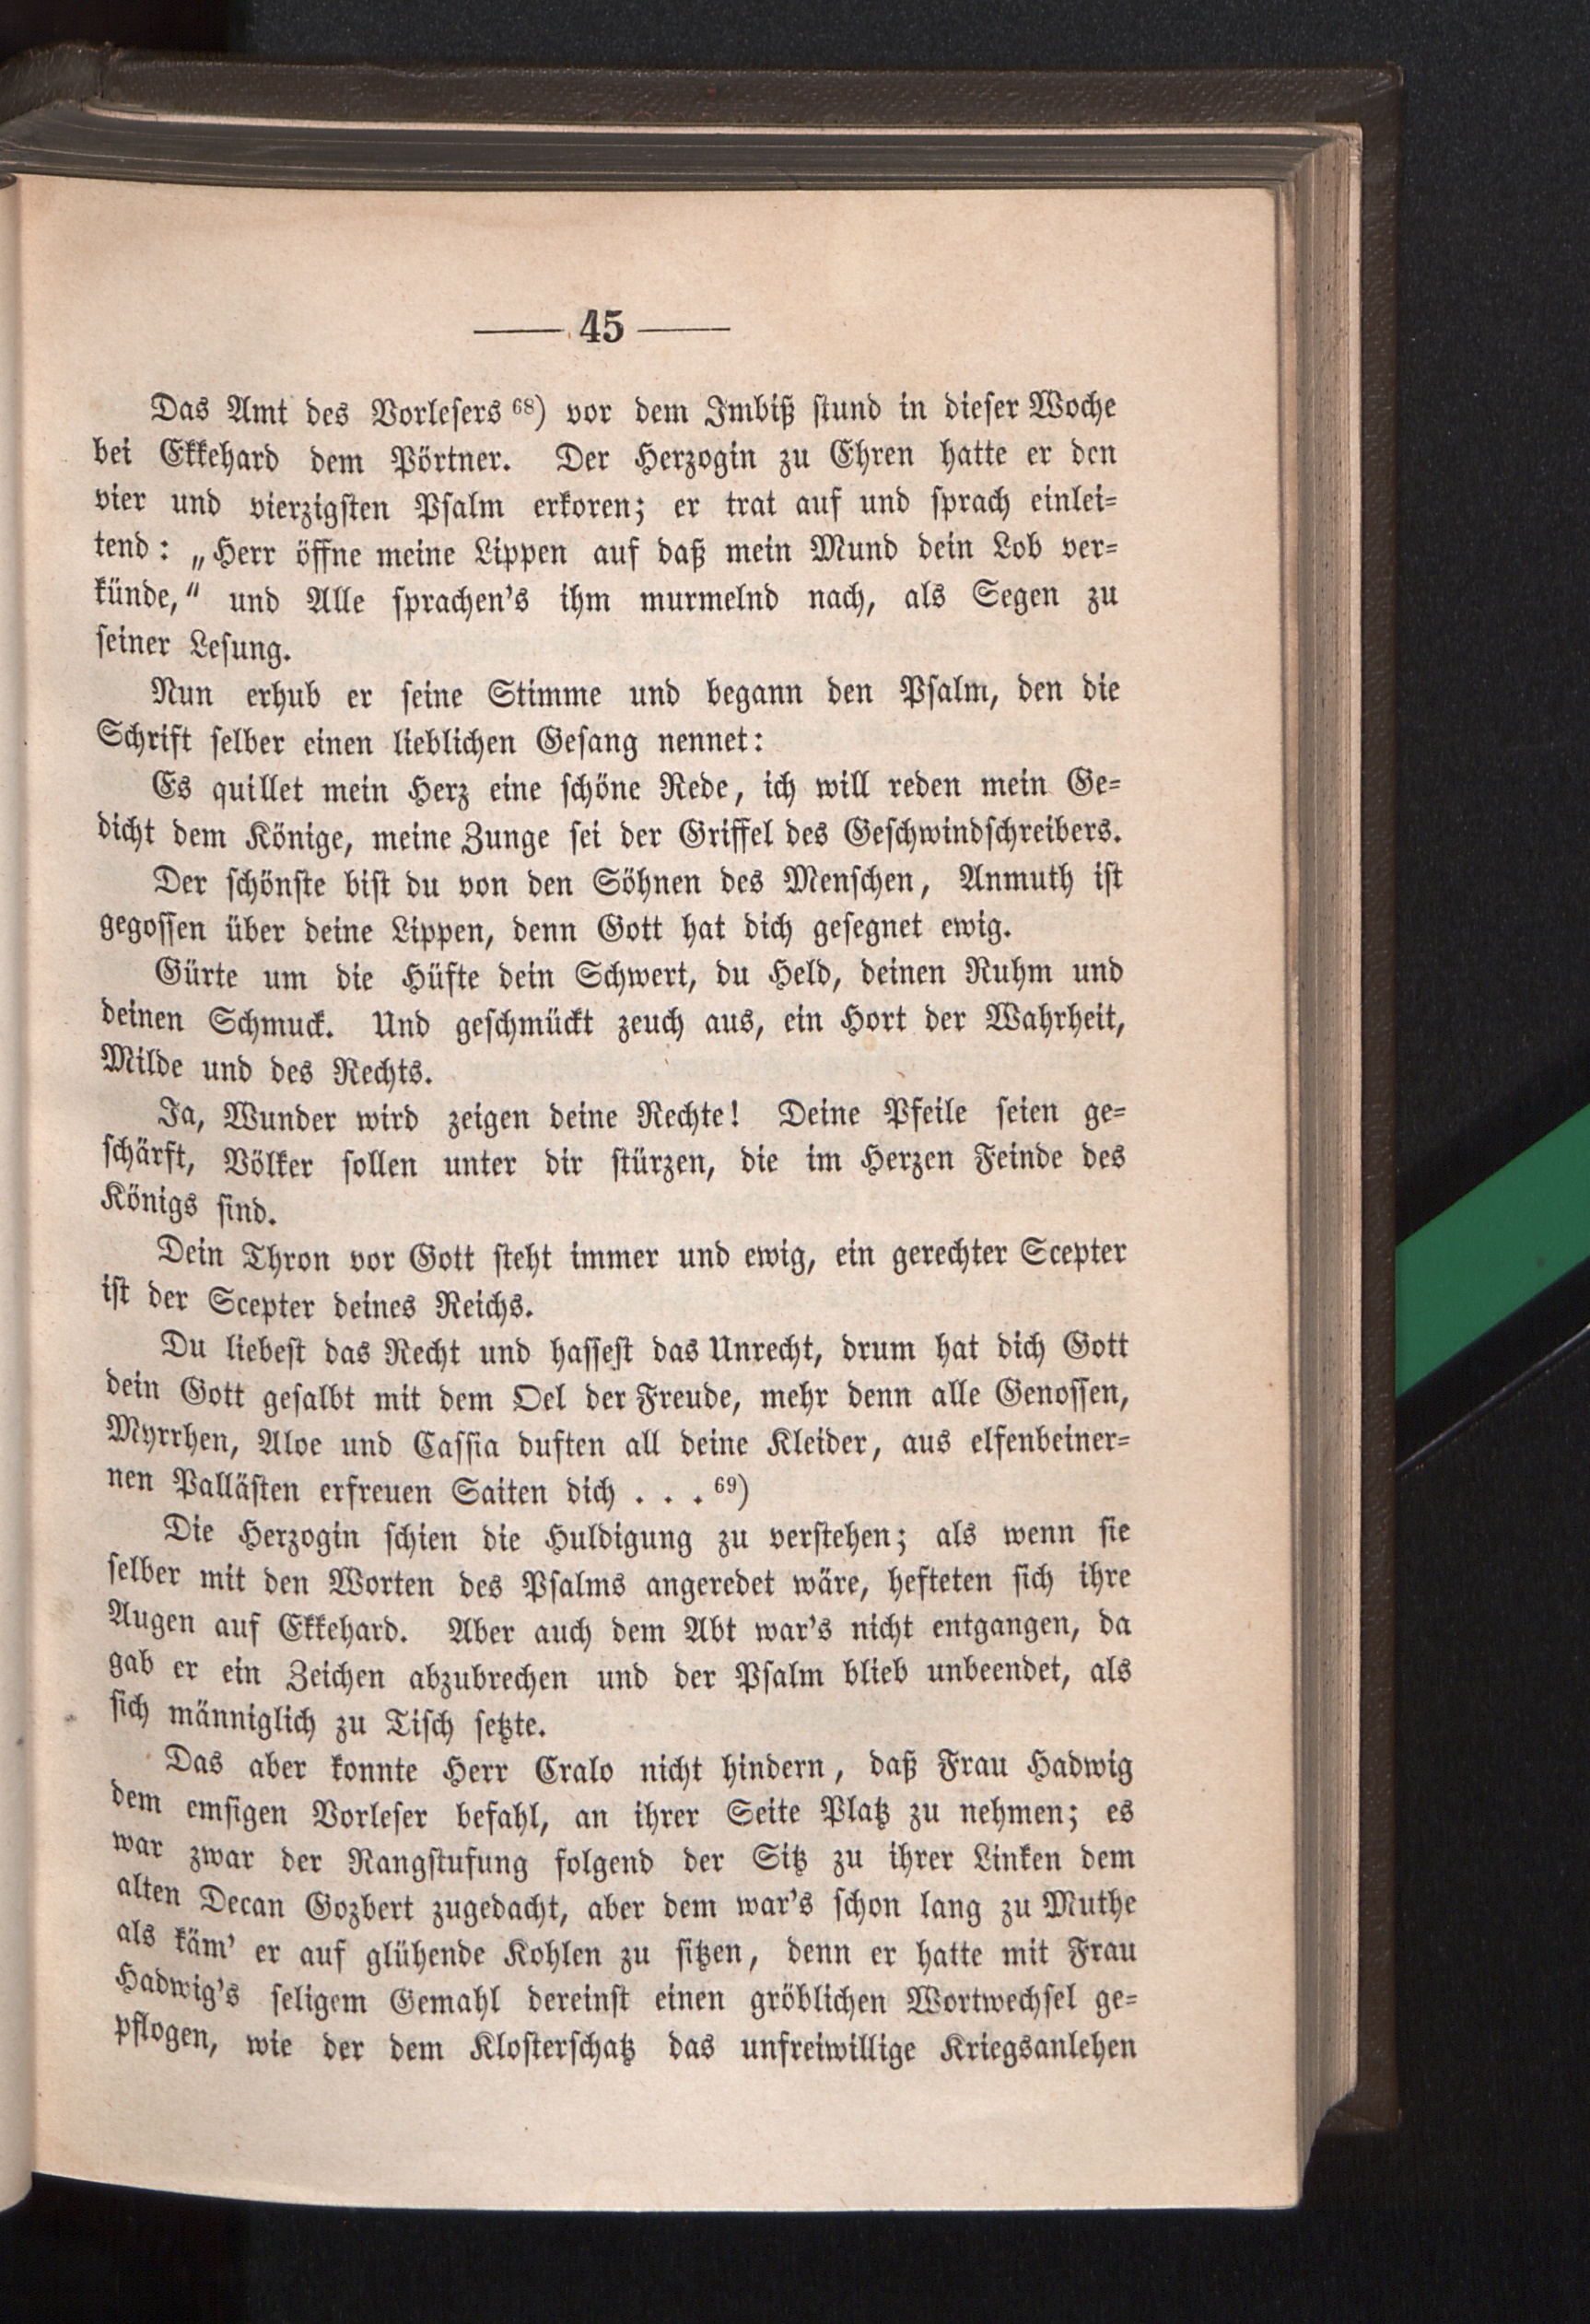 — 45 —
Das Amt des Vorlesers ⁶⁸) vor dem Imbiß stund in dieser Woche
bei Ekkehard dem Pörtner. Der Herzogin zu Ehren hatte er den
vier und vierzigsten Psalm erkoren; er trat auf und sprach einlei-
tend: „Herr öffne meine Lippen auf daß mein Mund dein Lob ver-
künde,“ und Alle sprachen's ihm murmelnd nach, als Segen zu
seiner Lesung.
Nun erhub er seine Stimme und begann den Psalm, den die
Schrift selber einen lieblichen Gesang nennet:
Es quillet mein Herz eine schöne Rede, ich will reden mein Ge-
dicht dem Könige, meine Zunge sei der Griffel des Geschwindschreibers.
Der schönste bist du von den Söhnen des Menschen, Anmuth ist
gegossen über deine Lippen, denn Gott hat dich gesegnet ewig.
Gürte um die Hüfte dein Schwert, du Held, deinen Ruhm und
deinen Schmuck. Und geschmückt zeuch aus, ein Hort der Wahrheit,
Milde und des Rechts.
Ja, Wunder wird zeigen deine Rechte! Deine Pfeile seien ge-
schärft, Völker sollen unter dir stürzen, die im Herzen Feinde des
Königs sind.
Dein Thron vor Gott steht immer und ewig, ein gerechter Scepter
ist der Scepter deines Reichs.
Du liebest das Recht und hassest das Unrecht, drum hat dich Gott
dein Gott gesalbt mit dem Oel der Freude, mehr denn alle Genossen,
Myrrhen, Aloe und Cassia duften all deine Kleider, aus elfenbeiner-
nen Pallästen erfreuen Saiten dich . . . ⁶⁹)
Die Herzogin schien die Huldigung zu verstehen; als wenn sie
selber mit den Worten des Psalms angeredet wäre, hefteten sich ihre
Augen auf Ekkehard. Aber auch dem Abt war's nicht entgangen, da
gab er ein Zeichen abzubrechen und der Psalm blieb unbeendet, als
sich männiglich zu Tisch setzte.
Das aber konnte Herr Cralo nicht hindern, daß Frau Hadwig
dem emsigen Vorleser befahl, an ihrer Seite Platz zu nehmen; es
war zwar der Rangstufung folgend der Sitz zu ihrer Linken dem
alten Decan Gozbert zugedacht, aber dem war's schon lang zu Muthe
als käm' er auf glühende Kohlen zu sitzen, denn er hatte mit Frau
Hadwig's seligem Gemahl dereinst einen gröblichen Wortwechsel ge-
pflogen, wie der dem Klosterschatz das unfreiwillige Kriegsanlehen